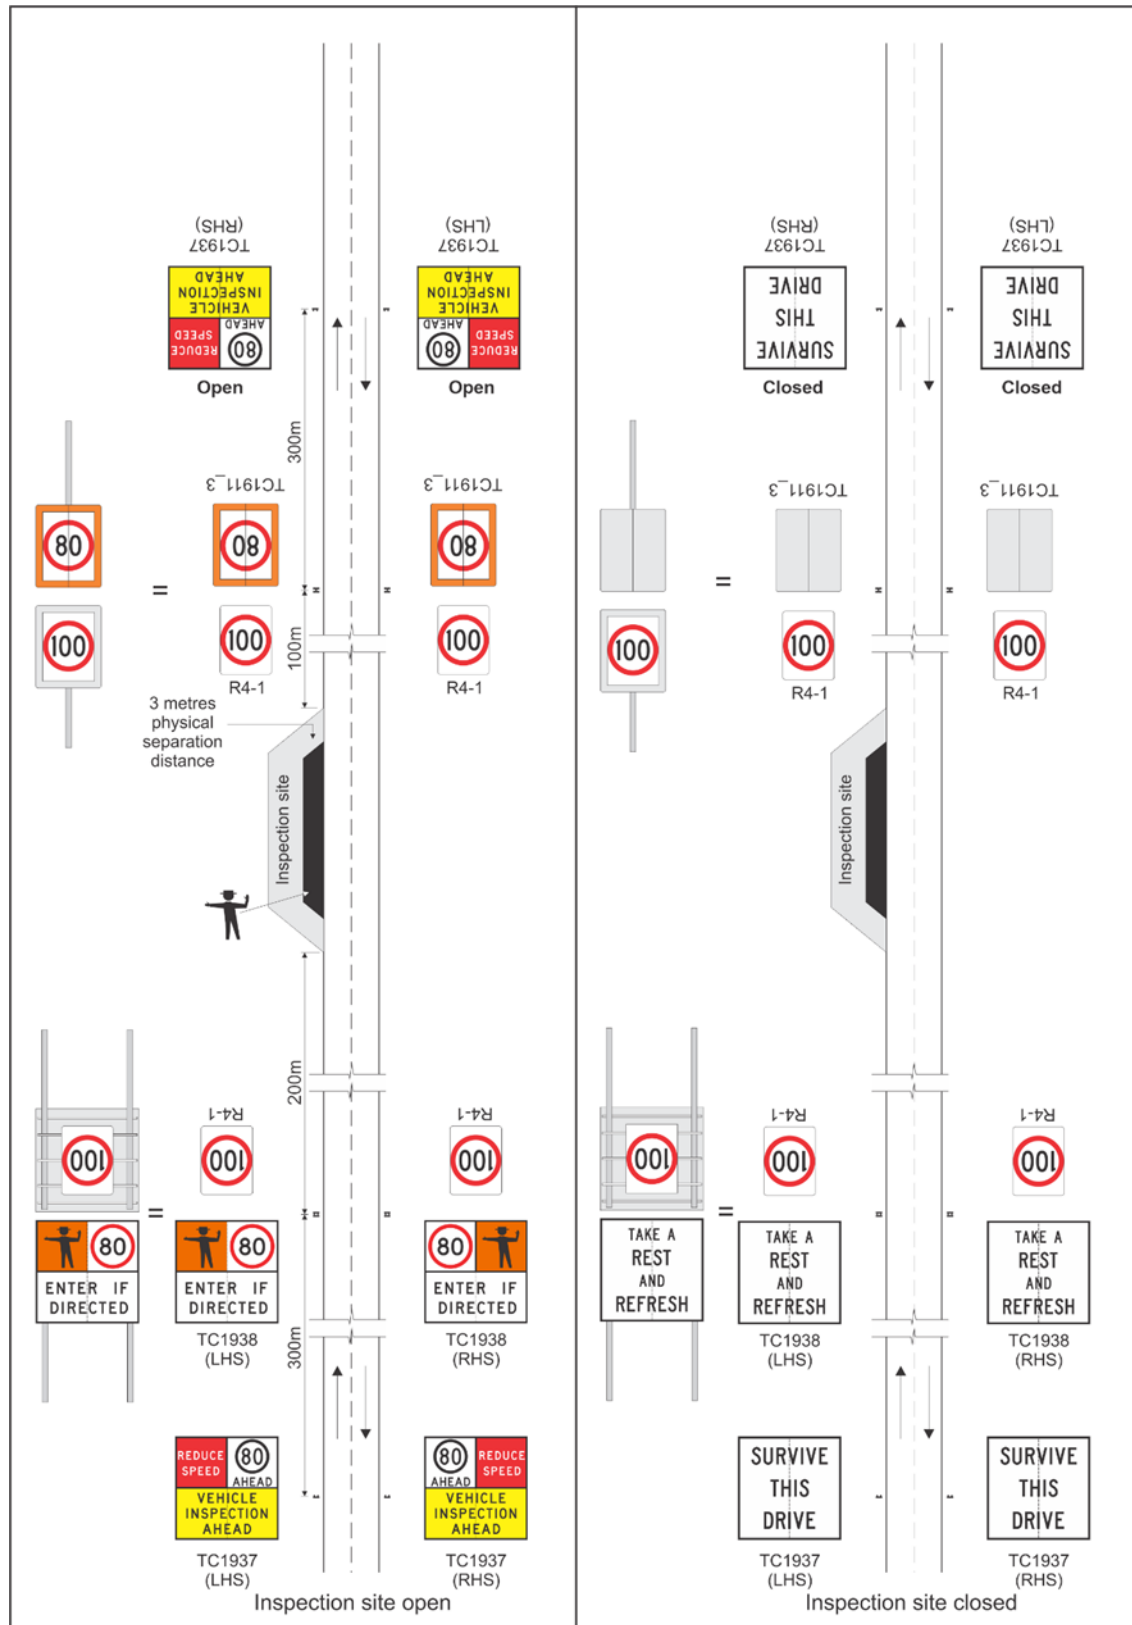 TC1937
(RHS)
REDUCE
SPEED
80
AHEAD
VEHICLE
INSPECTION
AHEAD
Open
TC1937
(LHS)
80
AHEAD
REDUCE
SPEED
VEHICLE
INSPECTION
AHEAD
Open
300m
80
=
TC1911_3
80
TC1911_3
80
100
100
R4-1
100
R4-1
100m
3 metres
physical
separation
distance
Inspection site
200m
R4-1
100
100
R4-1
100
80
ENTER IF
DIRECTED
=
80
ENTER IF
DIRECTED
TC1938
(LHS)
80
ENTER IF
DIRECTED
TC1938
(RHS)
300m
REDUCE
SPEED
80
AHEAD
VEHICLE
INSPECTION
AHEAD
TC1937
(LHS)
80
AHEAD
REDUCE
SPEED
VEHICLE
INSPECTION
AHEAD
TC1937
(RHS)
Inspection site open
TC1937
(RHS)
SURVIVE
THIS
DRIVE
Closed
TC1937
(LHS)
SURVIVE
THIS
DRIVE
Closed
=
TC1911_3
TC1911_3
100
100
R4-1
100
R4-1
Inspection site
R4-1
100
100
R4-1
100
TAKE A
REST
AND
REFRESH
=
TAKE A
REST
AND
REFRESH
TC1938
(LHS)
TAKE A
REST
AND
REFRESH
TC1938
(RHS)
SURVIVE
THIS
DRIVE
TC1937
(LHS)
SURVIVE
THIS
DRIVE
TC1937
(RHS)
Inspection site closed